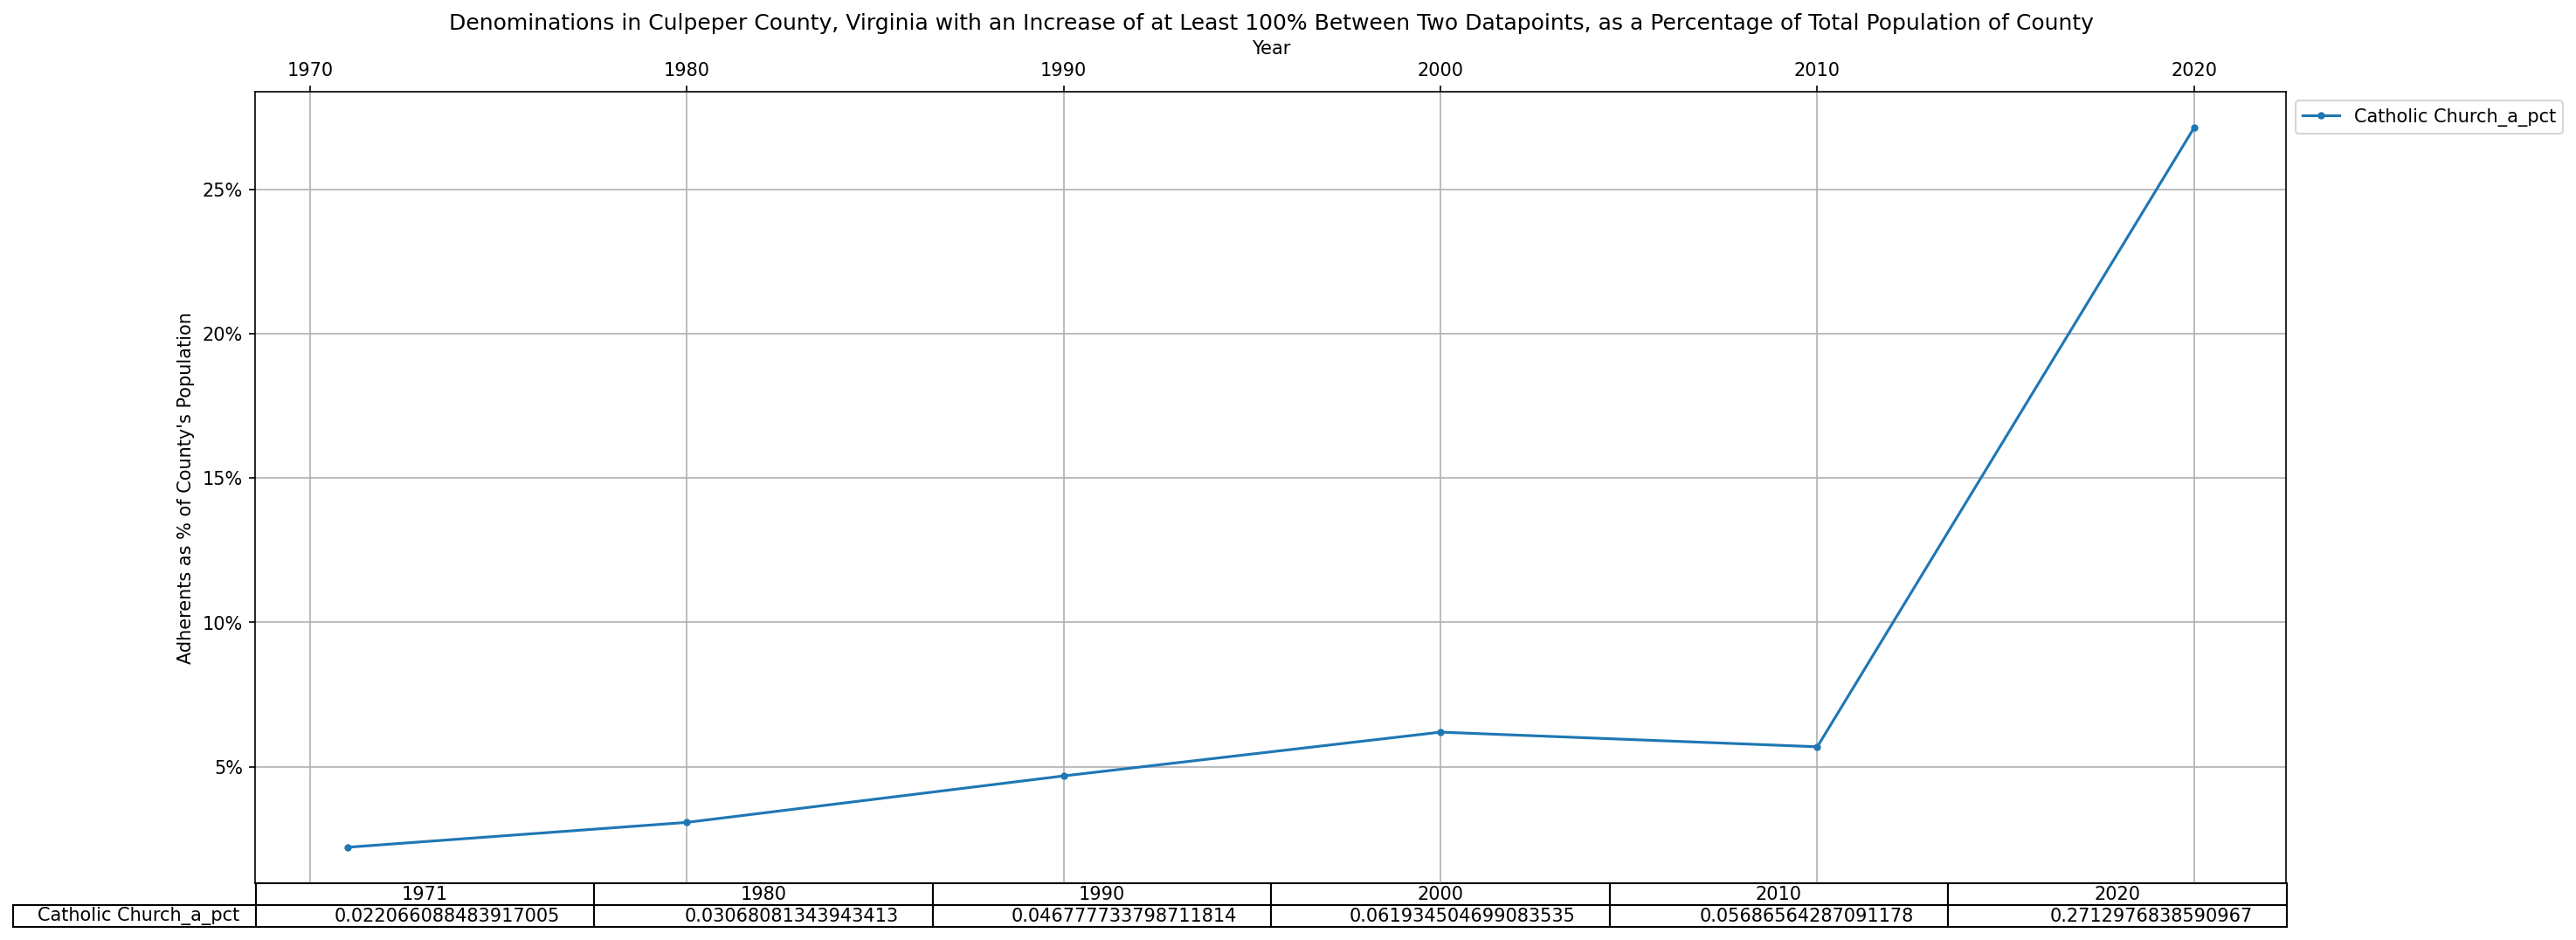 Denominations in Culpeper County, Virginia with an Increase of at Least 100% Between Two Datapoints, as a Percentage of Total Population of County
Year
1970 1980 1990 2000 2010 2020
Catholic Church_a_pct
Adherents as % of County's Population
25%
20%
15%
10%
5%
1971 1980 1990 2000 2010 2020
Catholic Church_a_pct 0.022066088483917005 0.03068081343943413 0.046777733798711814 0.061934504699083535 0.05686564287091178 0.2712976838590967